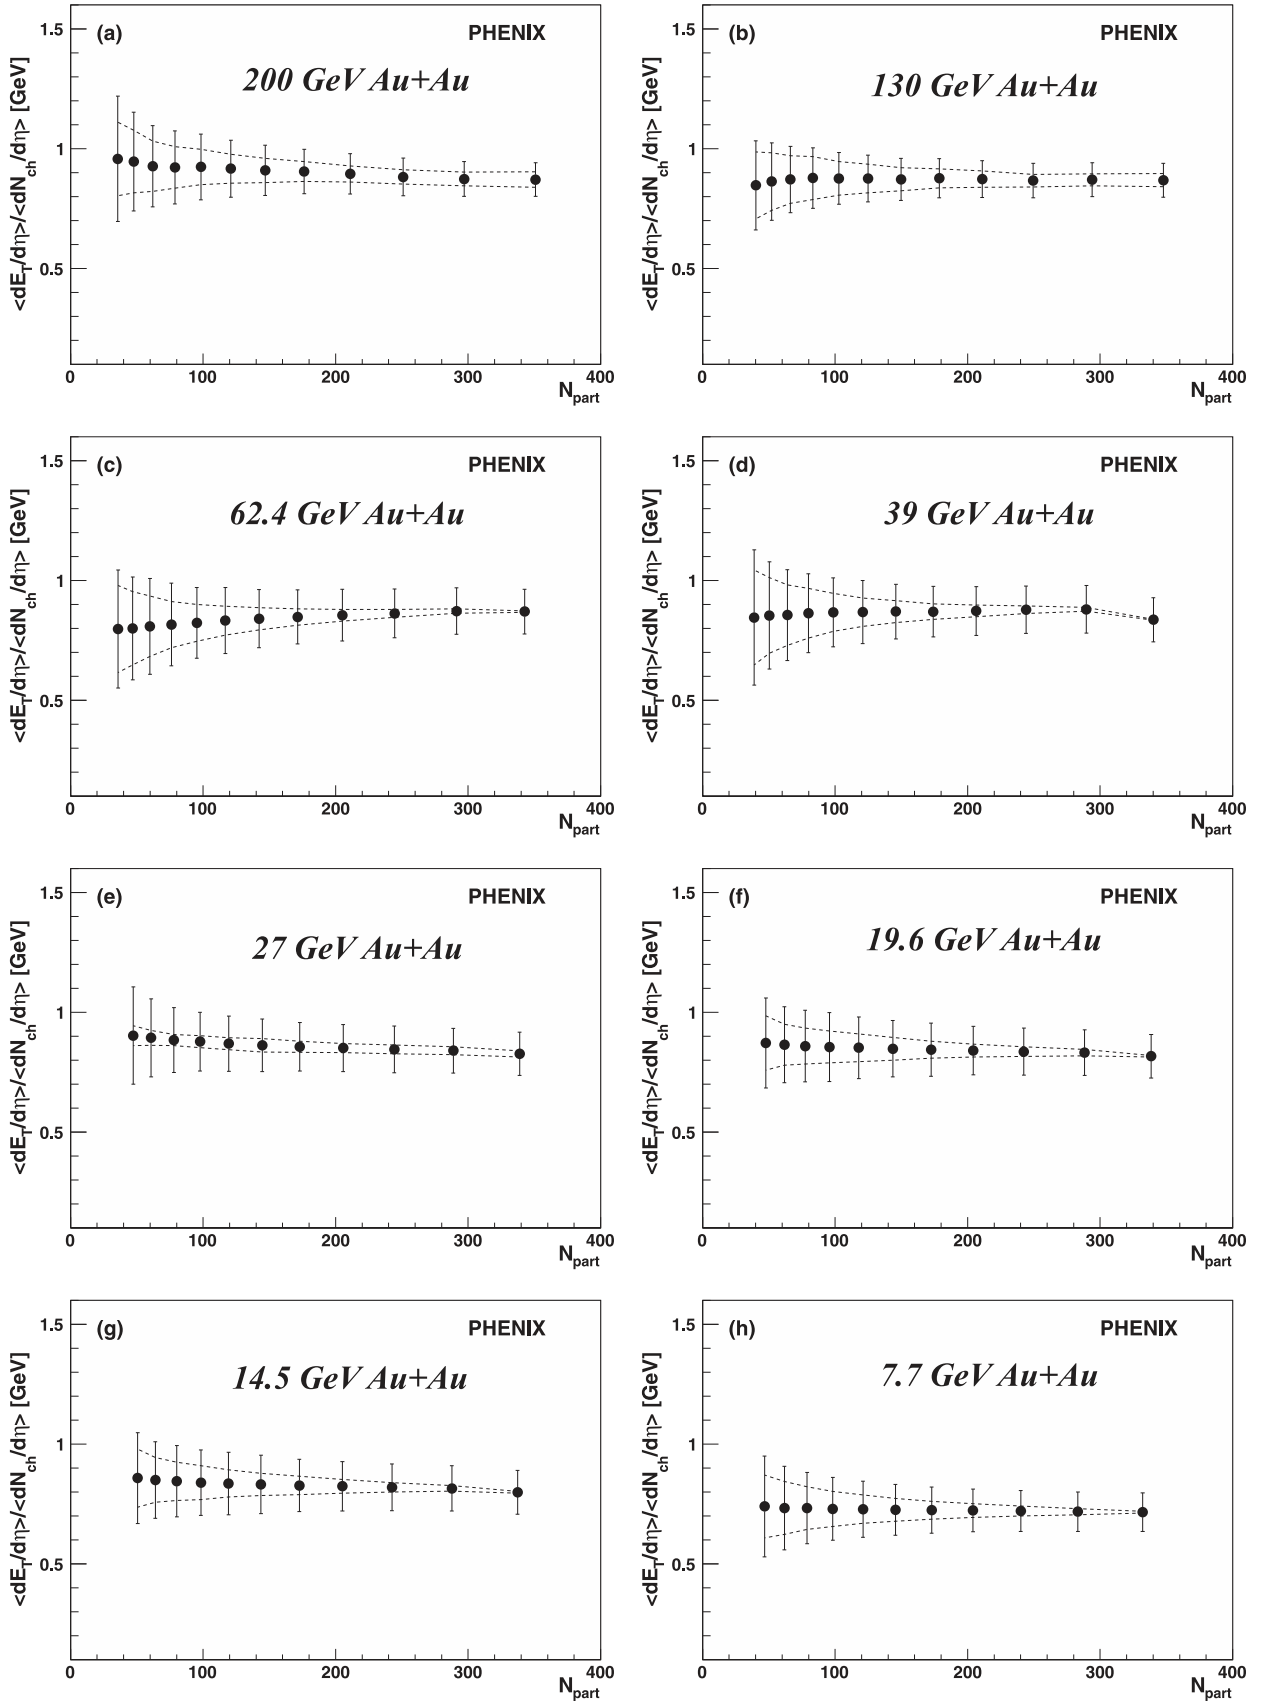 (a) PHENIX
200 GeV Au+Au
<dE_T/dη>/<dN_ch/dη> [GeV]
1.5
1
0.5
0 100 200 300 400
N_part
(b) PHENIX
130 GeV Au+Au
<dE_T/dη>/<dN_ch/dη> [GeV]
1.5
1
0.5
0 100 200 300 400
N_part
(c) PHENIX
62.4 GeV Au+Au
<dE_T/dη>/<dN_ch/dη> [GeV]
1.5
1
0.5
0 100 200 300 400
N_part
(d) PHENIX
39 GeV Au+Au
<dE_T/dη>/<dN_ch/dη> [GeV]
1.5
1
0.5
0 100 200 300 400
N_part
(e) PHENIX
27 GeV Au+Au
<dE_T/dη>/<dN_ch/dη> [GeV]
1.5
1
0.5
0 100 200 300 400
N_part
(f) PHENIX
19.6 GeV Au+Au
<dE_T/dη>/<dN_ch/dη> [GeV]
1.5
1
0.5
0 100 200 300 400
N_part
(g) PHENIX
14.5 GeV Au+Au
<dE_T/dη>/<dN_ch/dη> [GeV]
1.5
1
0.5
0 100 200 300 400
N_part
(h) PHENIX
7.7 GeV Au+Au
<dE_T/dη>/<dN_ch/dη> [GeV]
1.5
1
0.5
0 100 200 300 400
N_part